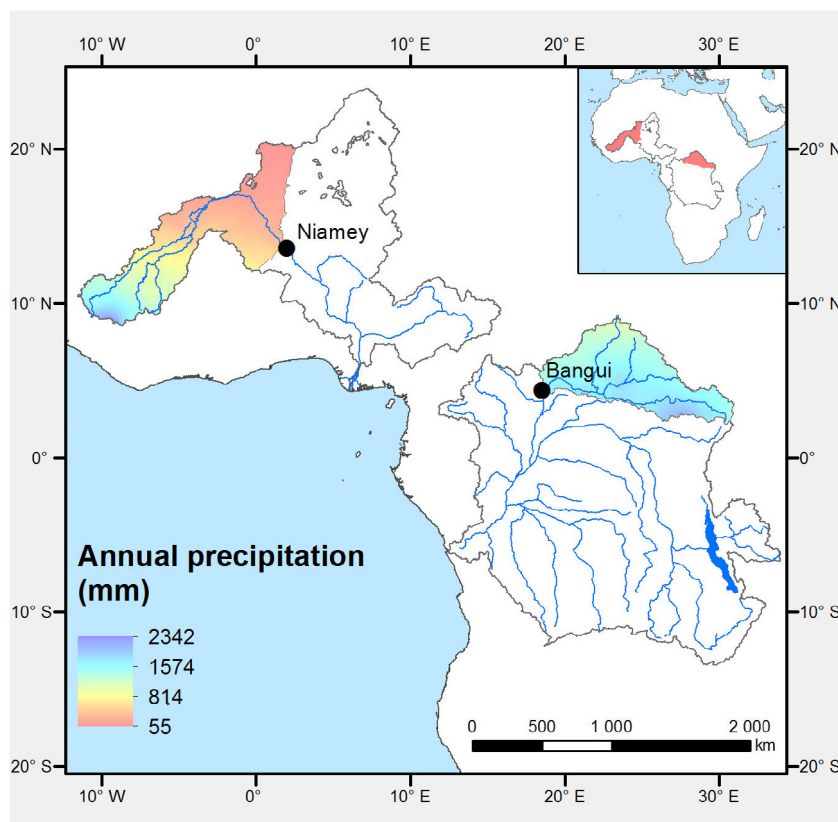 10° W 0° 10° E 20° E 30° E
20° N 20° N
Niamey
10° N 10° N
Bangui
0° 0°
Annual precipitation
(mm)
10° S 10° S
2342
1574
814
55
0 500 1 000 2 000
km
20° S 20° S
10° W 0° 10° E 20° E 30° E